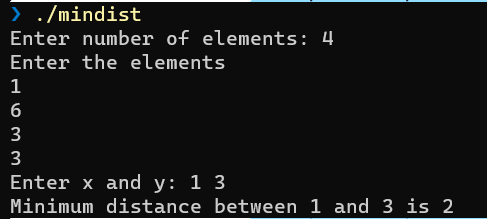 ❯ ./mindist
Enter number of elements: 4
Enter the elements
1
6
3
3
Enter x and y: 1 3
Minimum distance between 1 and 3 is 2